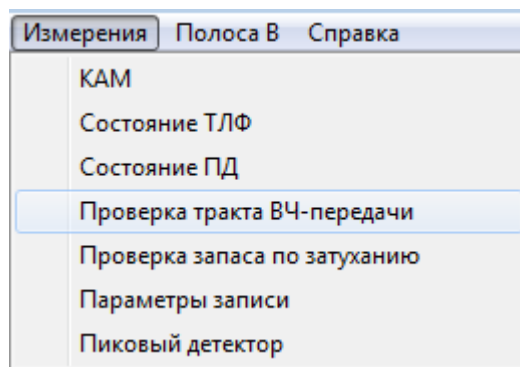 Измерения Полоса В Справка
КАМ
Состояние ТЛФ
Состояние ПД
Проверка тракта ВЧ-передачи
Проверка запаса по затуханию
Параметры записи
Пиковый детектор